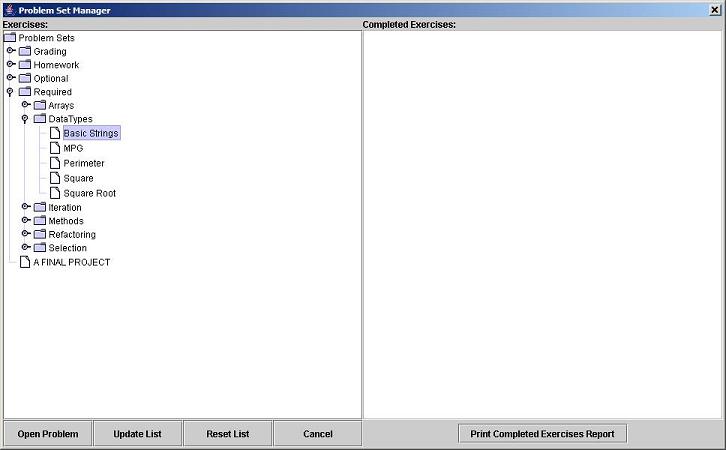 Problem Set Manager
Exercises:
Completed Exercises:
Problem Sets
Grading
Homework
Optional
Required
Arrays
DataTypes
Basic Strings
MPG
Perimeter
Square
Square Root
Iteration
Methods
Refactoring
Selection
A FINAL PROJECT
Open Problem
Update List
Reset List
Cancel
Print Completed Exercises Report